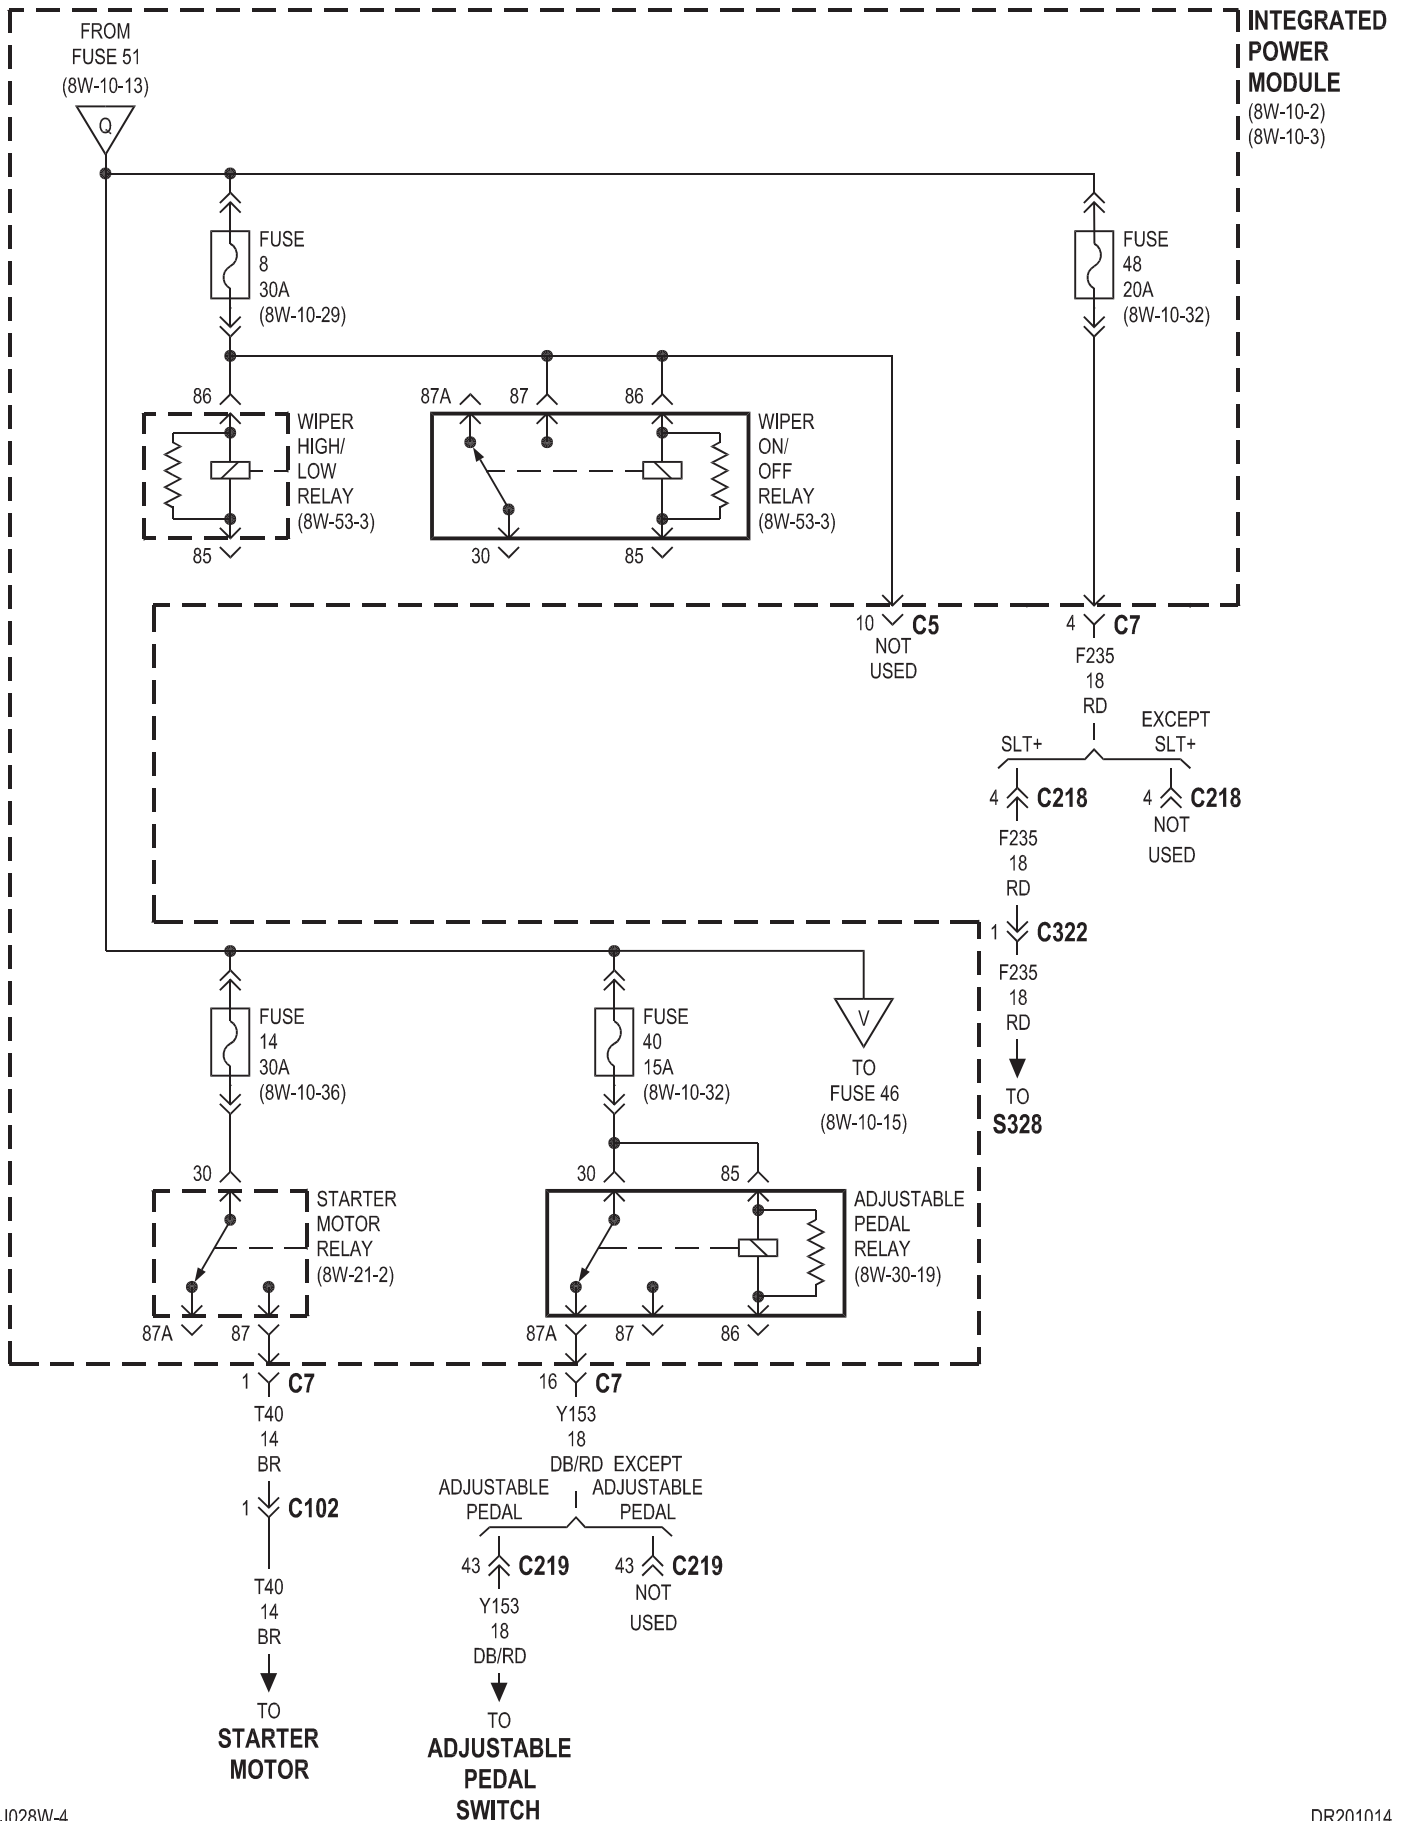 FROM
FUSE 51
(8W-10-13)
Q
INTEGRATED
POWER
MODULE
(8W-10-2)
(8W-10-3)
FUSE
8
30A
(8W-10-29)
FUSE
48
20A
(8W-10-32)
86
87A
87
86
WIPER
HIGH/
LOW
RELAY
(8W-53-3)
WIPER
ON/
OFF
RELAY
(8W-53-3)
85
30
85
10 C5
NOT
USED
4 C7
F235
18
RD
SLT+
EXCEPT
SLT+
4 C218
4 C218
NOT
USED
F235
18
RD
1 C322
F235
18
RD
TO
S328
FUSE
14
30A
(8W-10-36)
FUSE
40
15A
(8W-10-32)
V
TO
FUSE 46
(8W-10-15)
30
30
85
STARTER
MOTOR
RELAY
(8W-21-2)
ADJUSTABLE
PEDAL
RELAY
(8W-30-19)
87A
87
87A
87
86
1 C7
T40
14
BR
1 C102
T40
14
BR
TO
STARTER
MOTOR
16 C7
Y153
18
DB/RD
ADJUSTABLE
PEDAL
EXCEPT
ADJUSTABLE
PEDAL
43 C219
43 C219
NOT
USED
Y153
18
DB/RD
TO
ADJUSTABLE
PEDAL
SWITCH
J028W-4
DR201014